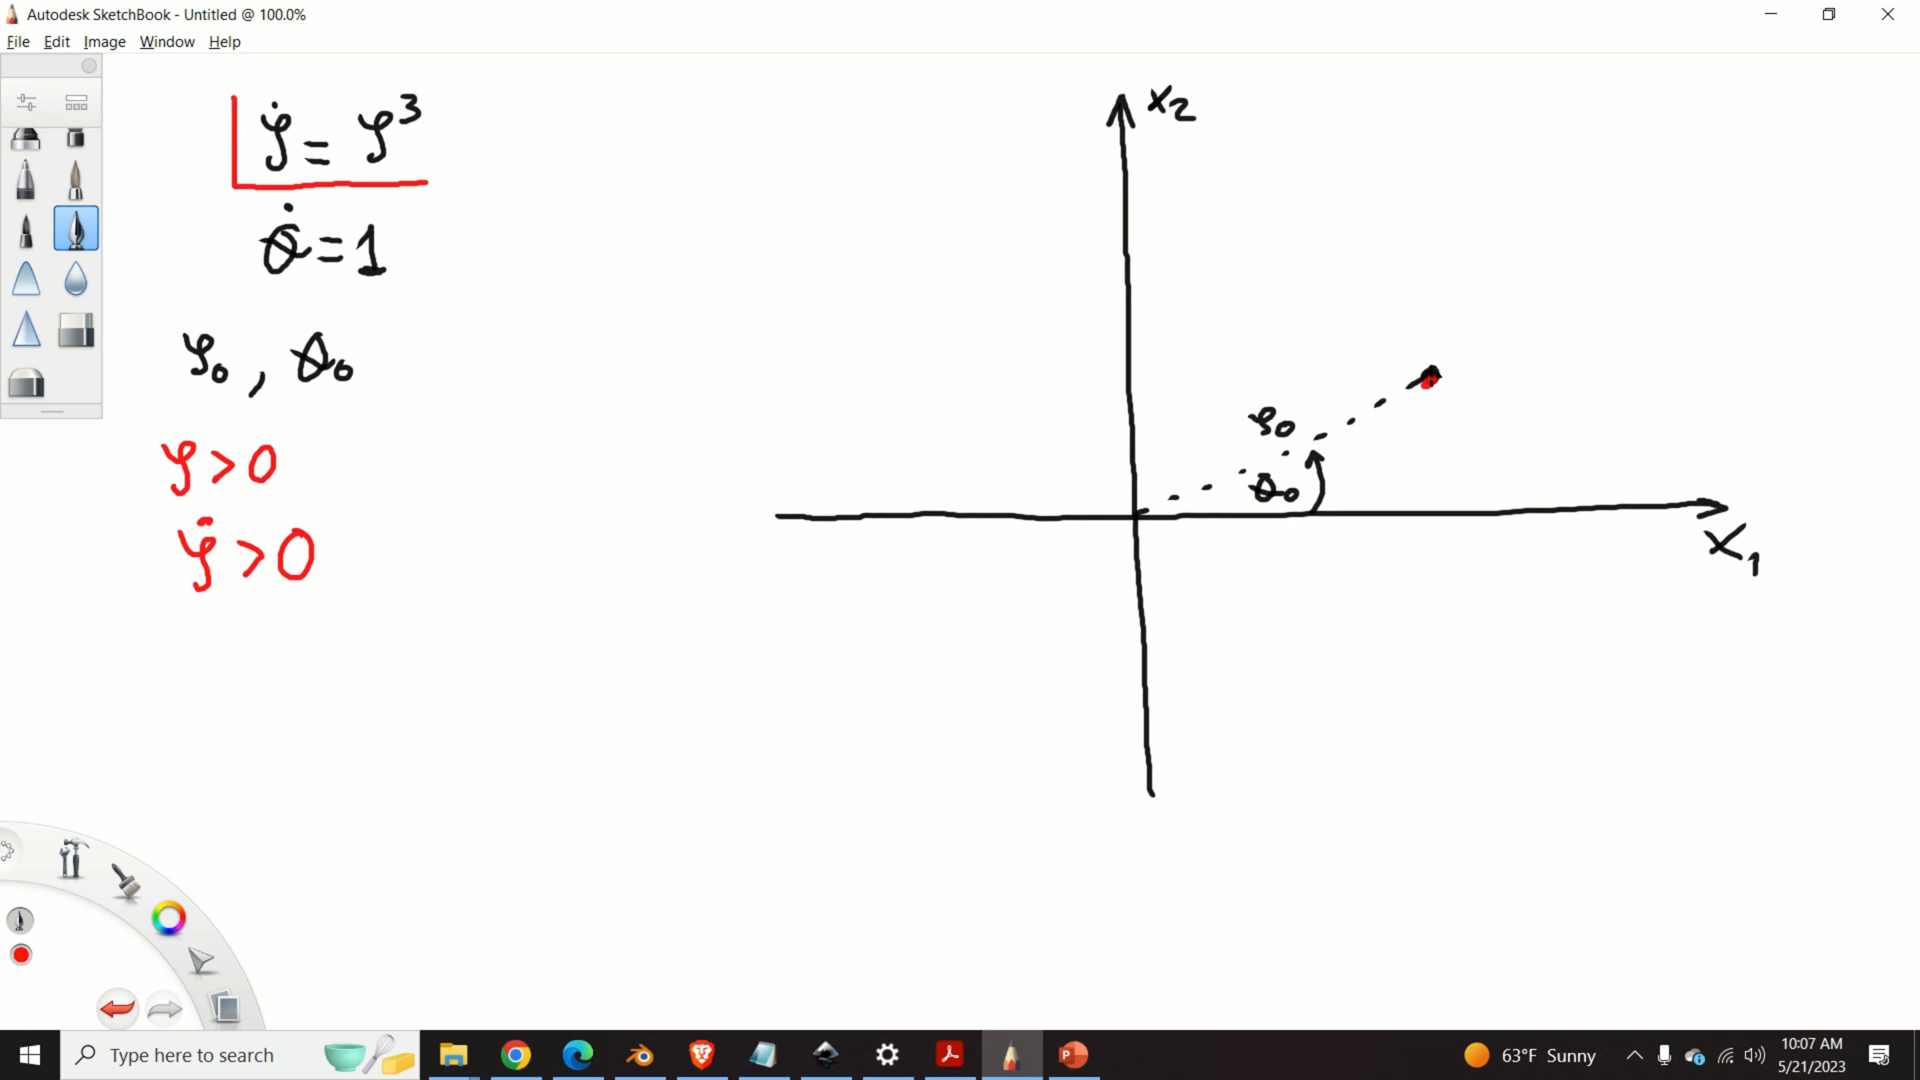 Autodesk SketchBook - Untitled @ 100.0%
File Edit Image Window Help
ρ̇ = ρ³
θ̇ = 1
ρ₀, θ₀
ρ > 0
ρ̇ > 0
x₂
ρ₀
θ₀
x₁
Type here to search
63°F Sunny
10:07 AM
5/21/2023